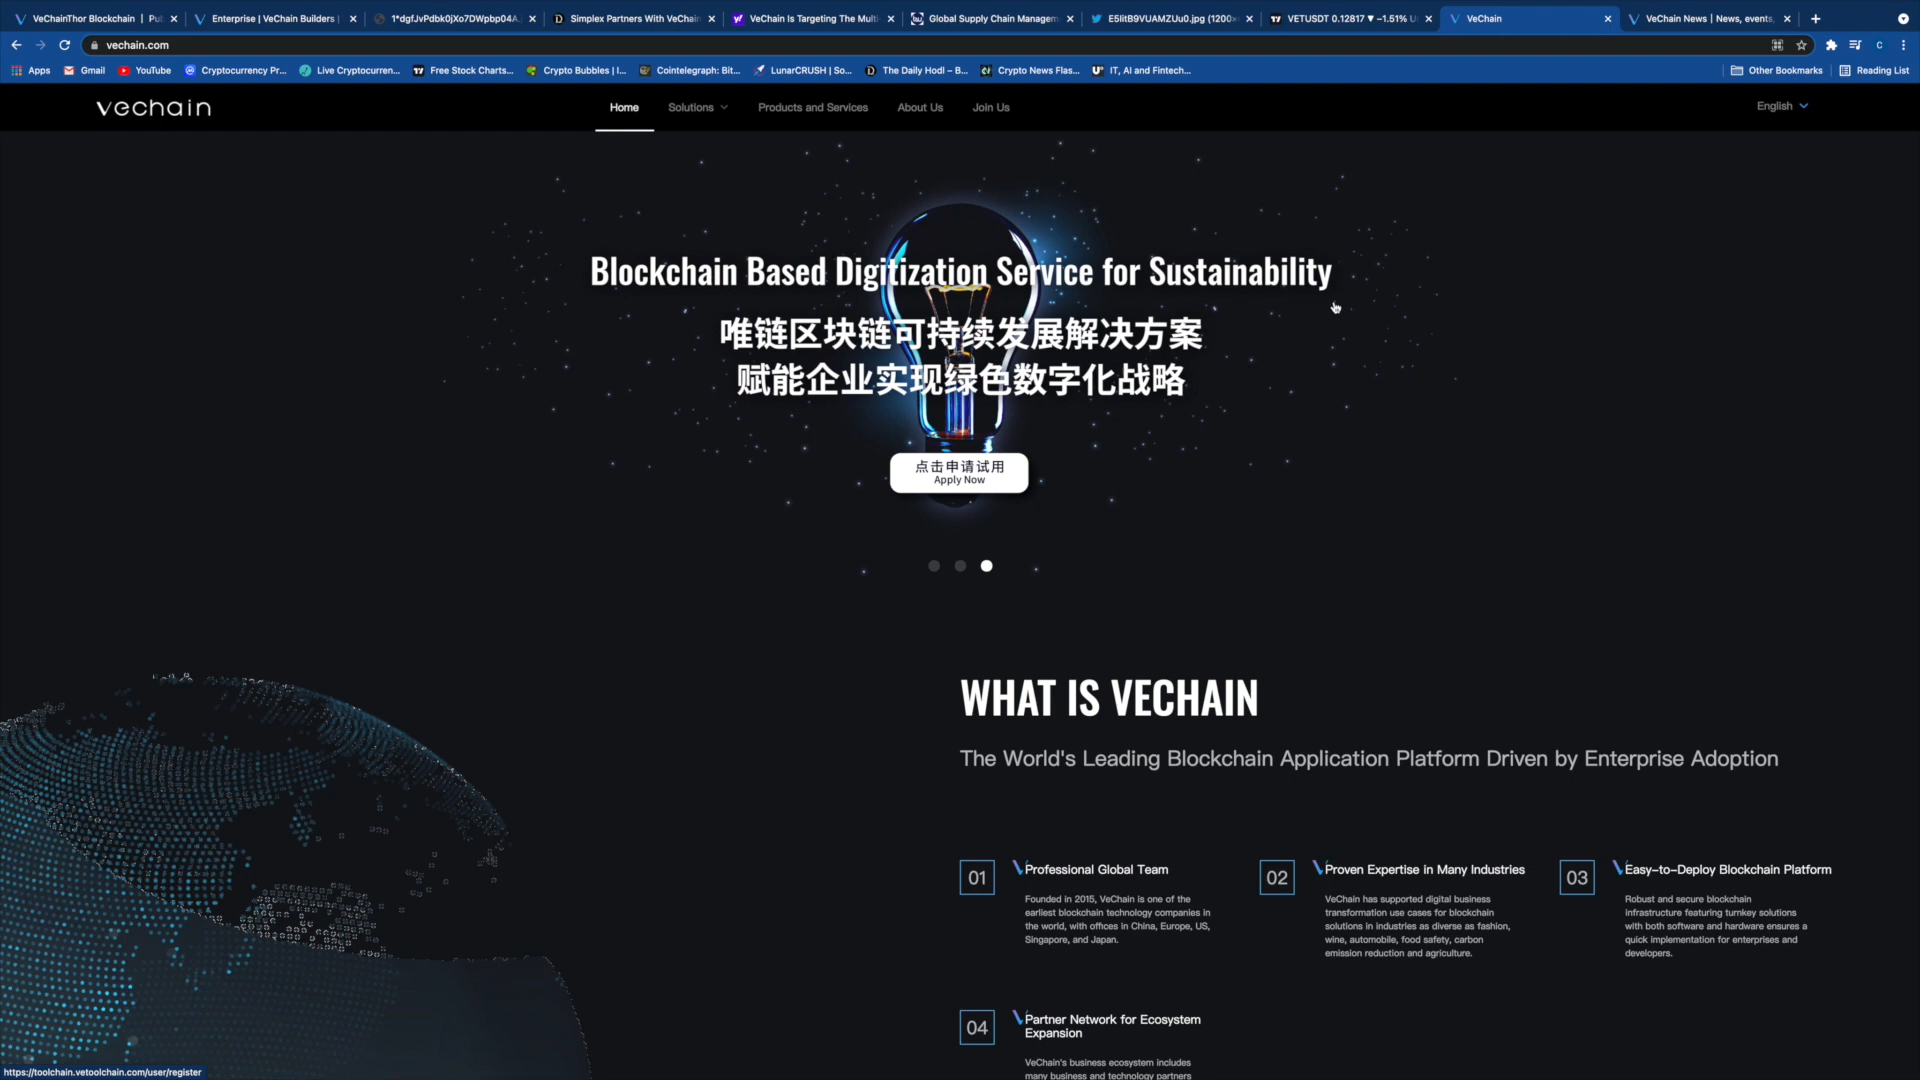 VeChainThor Blockchain | Pu
Enterprise | VeChain Builders |
1*dgfJvPdbk0jXo7DWpbp04A.
Simplex Partners With VeChain
VeChain Is Targeting The Multi
Global Supply Chain Managem
E5IitB9VUAMZUu0.jpg (1200×
VETUSDT 0.12817 ▼ −1.51% U
VeChain
VeChain News | News, events,
vechain.com
C
Apps
Gmail
YouTube
Cryptocurrency Pr...
Live Cryptocurren...
Free Stock Charts...
Crypto Bubbles | I...
Cointelegraph: Bit...
LunarCRUSH | So...
The Daily Hodl – B...
Crypto News Flas...
IT, AI and Fintech...
Other Bookmarks
Reading List
vechain
Home
Solutions
Products and Services
About Us
Join Us
English
Blockchain Based Digitization Service for Sustainability
唯链区块链可持续发展解决方案
赋能企业实现绿色数字化战略
点击申请试用
Apply Now
WHAT IS VECHAIN
The World's Leading Blockchain Application Platform Driven by Enterprise Adoption
01
Professional Global Team
Founded in 2015, VeChain is one of the
earliest blockchain technology companies in
the world, with offices in China, Europe, US,
Singapore, and Japan.
02
Proven Expertise in Many Industries
VeChain has supported digital business
transformation use cases for blockchain
solutions in industries as diverse as fashion,
wine, automobile, food safety, carbon
emission reduction and agriculture.
03
Easy-to-Deploy Blockchain Platform
Robust and secure blockchain
infrastructure featuring turnkey solutions
with both software and hardware ensures a
quick implementation for enterprises and
developers.
04
Partner Network for Ecosystem
Expansion
VeChain's business ecosystem includes
many business and technology partners
https://toolchain.vetoolchain.com/user/register